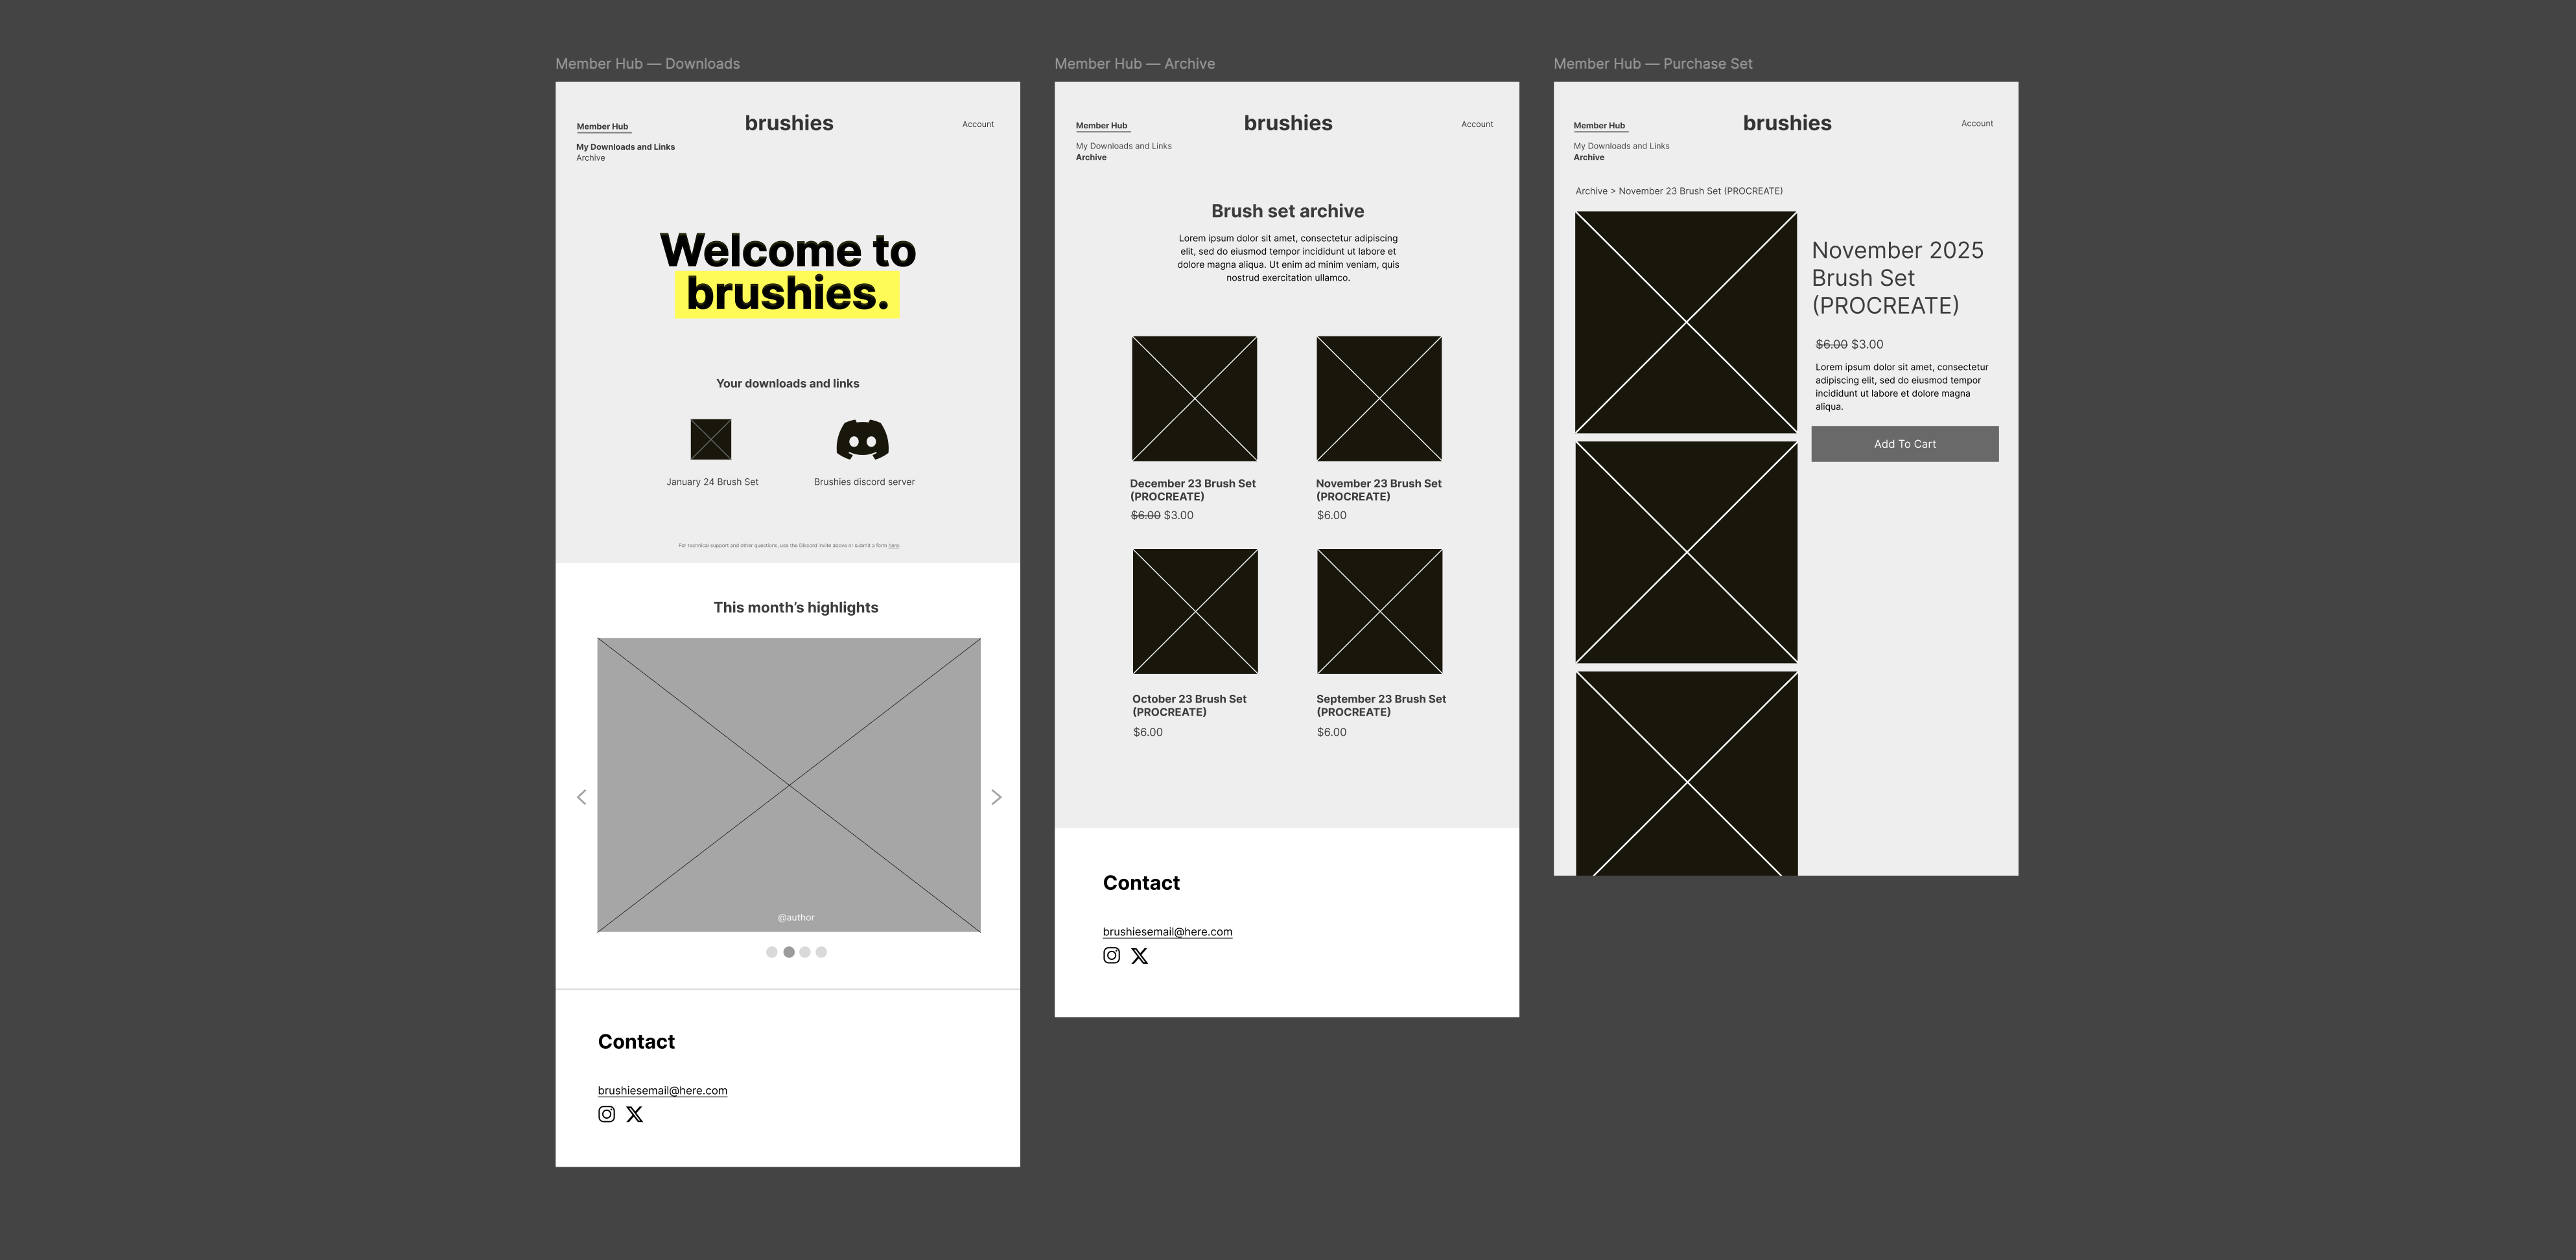 Member Hub — Downloads
Member Hub
brushies
Account
My Downloads and Links
Archive
Welcome to
brushies.
Your downloads and links
January 24 Brush Set
Brushies discord server
For technical support and other questions, use the Discord invite above or submit a form here.
This month’s highlights
@author
Contact
brushiesemail@here.com
Member Hub — Archive
Member Hub
brushies
Account
My Downloads and Links
Archive
Brush set archive
Lorem ipsum dolor sit amet, consectetur adipiscing
elit, sed do eiusmod tempor incididunt ut labore et
dolore magna aliqua. Ut enim ad minim veniam, quis
nostrud exercitation ullamco.
December 23 Brush Set
(PROCREATE)
$6.00 $3.00
November 23 Brush Set
(PROCREATE)
$6.00
October 23 Brush Set
(PROCREATE)
$6.00
September 23 Brush Set
(PROCREATE)
$6.00
Contact
brushiesemail@here.com
Member Hub — Purchase Set
Member Hub
brushies
Account
My Downloads and Links
Archive
Archive > November 23 Brush Set (PROCREATE)
November 2025
Brush Set
(PROCREATE)
$6.00 $3.00
Lorem ipsum dolor sit amet, consectetur
adipiscing elit, sed do eiusmod tempor
incididunt ut labore et dolore magna
aliqua.
Add To Cart